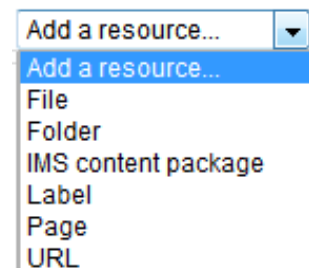 Add a resource...
Add a resource...
File
Folder
IMS content package
Label
Page
URL